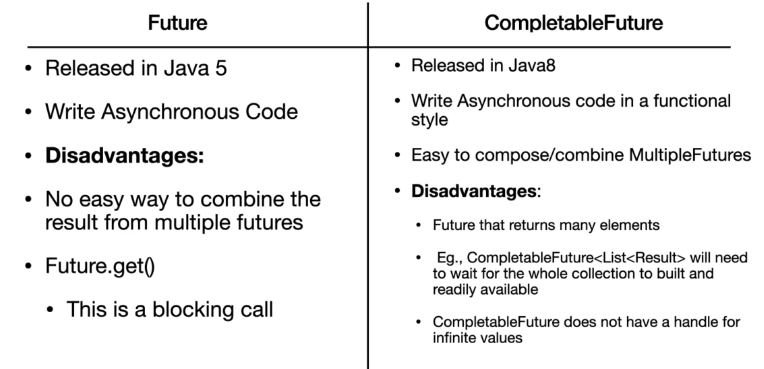 Future
• Released in Java 5
• Write Asynchronous Code
• Disadvantages:
• No easy way to combine the
result from multiple futures
• Future.get()
• This is a blocking call
CompletableFuture
• Released in Java8
• Write Asynchronous code in a functional
style
• Easy to compose/combine MultipleFutures
• Disadvantages:
• Future that returns many elements
• Eg., CompletableFuture<List<Result> will need
to wait for the whole collection to built and
readily available
• CompletableFuture does not have a handle for
infinite values